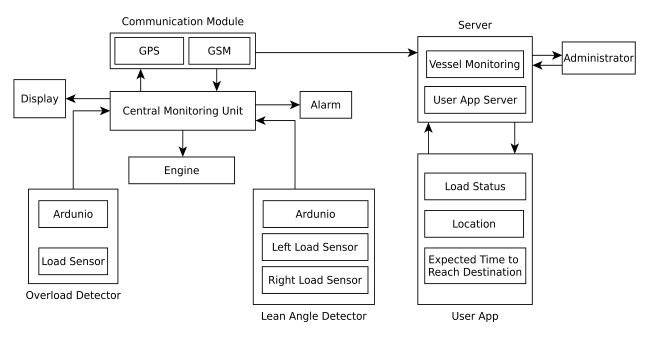 Communication Module
GPS
GSM
Display
Central Monitoring Unit
Alarm
Engine
Ardunio
Load Sensor
Overload Detector
Ardunio
Left Load Sensor
Right Load Sensor
Lean Angle Detector
Server
Vessel Monitoring
User App Server
Administrator
Load Status
Location
Expected Time to
Reach Destination
User App